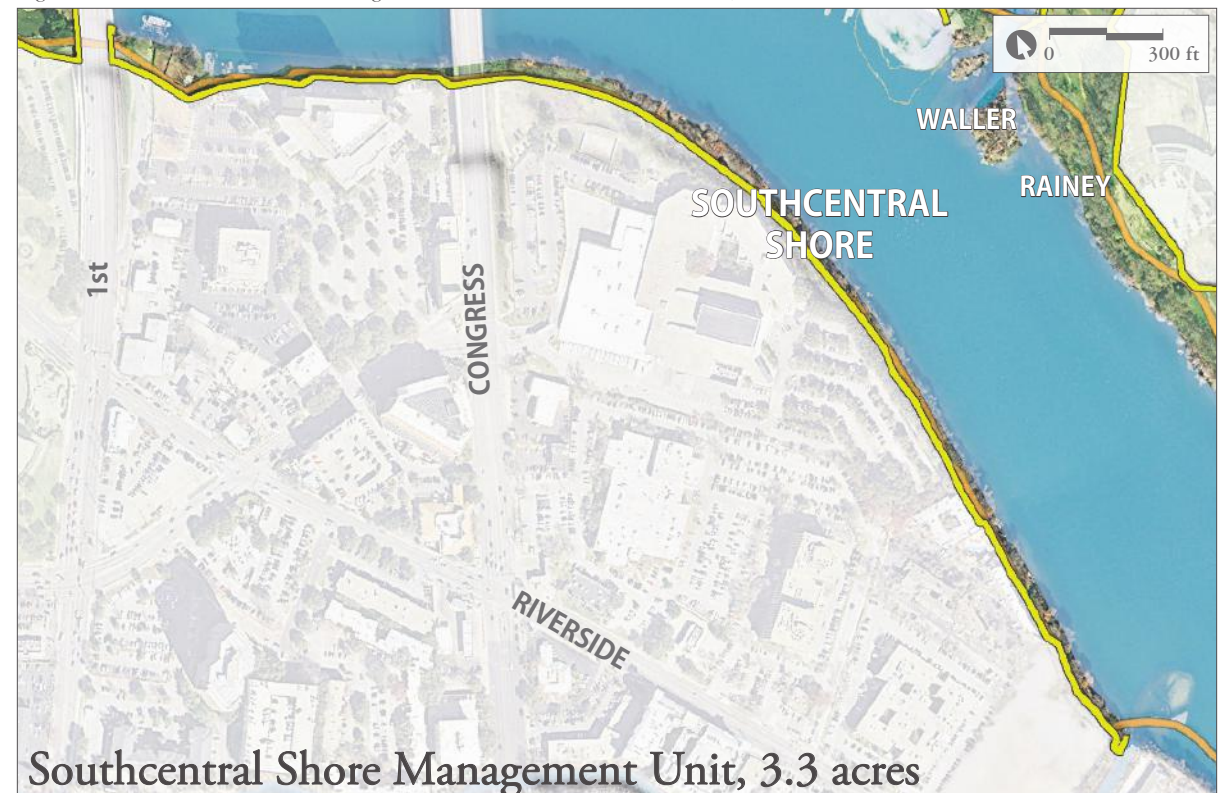 0 300 ft
WALLER
RAINEY
SOUTHCENTRAL
SHORE
1st
CONGRESS
RIVERSIDE
Southcentral Shore Management Unit, 3.3 acres